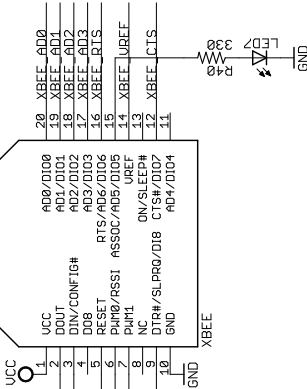 XBEE_AD0
XBEE_AD1
XBEE_AD2
XBEE_AD3
XBEE_RTS
XBEE_VREF
XBEE_CTS
R40
330
LED7
GND
20
19
18
17
16
15
14
13
12
11
AD0/DIO0
AD1/DIO1
AD2/DIO2
AD3/DIO3
RTS/AD6/DIO6
ASSOC/AD5/DIO5
VREF
ON/SLEEP#
CTS#/DIO7
AD4/DIO4
VCC
DOUT
DIN/CONFIG#
DO8
RESET
PWM0/RSSI
PWM1
NC
DTR#/SLPRQ/DI8
GND
XBEE
1
2
3
4
5
6
7
8
9
10
VCC
GND